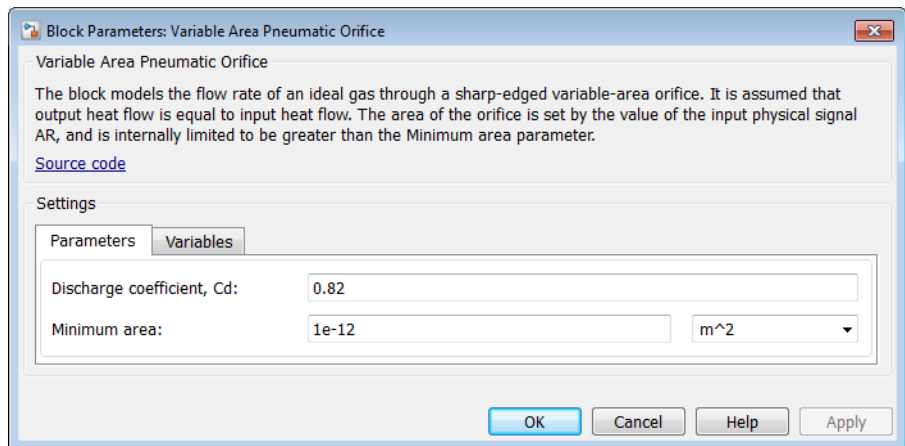 Block Parameters: Variable Area Pneumatic Orifice
Variable Area Pneumatic Orifice
The block models the flow rate of an ideal gas through a sharp-edged variable-area orifice. It is assumed that
output heat flow is equal to input heat flow. The area of the orifice is set by the value of the input physical signal
AR, and is internally limited to be greater than the Minimum area parameter.
Source code
Settings
Parameters Variables
Discharge coefficient, Cd: 0.82
Minimum area: 1e-12 m^2
OK Cancel Help Apply